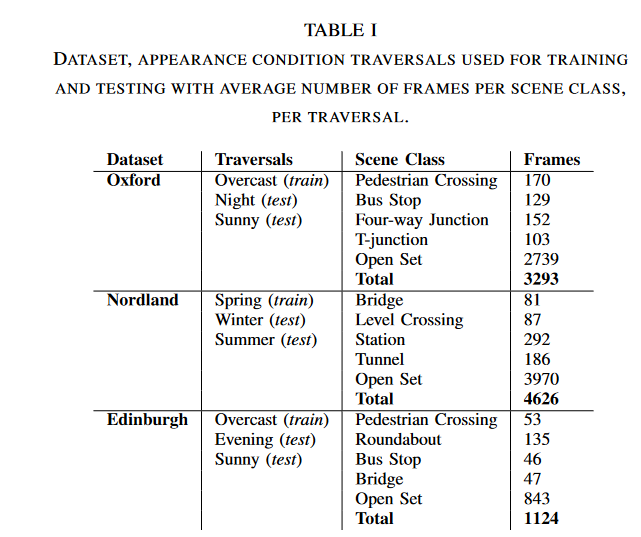 TABLE I
DATASET, APPEARANCE CONDITION TRAVERSALS USED FOR TRAINING
AND TESTING WITH AVERAGE NUMBER OF FRAMES PER SCENE CLASS,
PER TRAVERSAL.
Dataset Traversals Scene Class Frames
Oxford Overcast (train) Pedestrian Crossing 170
Night (test) Bus Stop 129
Sunny (test) Four-way Junction 152
T-junction 103
Open Set 2739
Total 3293
Nordland Spring (train) Bridge 81
Winter (test) Level Crossing 87
Summer (test) Station 292
Tunnel 186
Open Set 3970
Total 4626
Edinburgh Overcast (train) Pedestrian Crossing 53
Evening (test) Roundabout 135
Sunny (test) Bus Stop 46
Bridge 47
Open Set 843
Total 1124